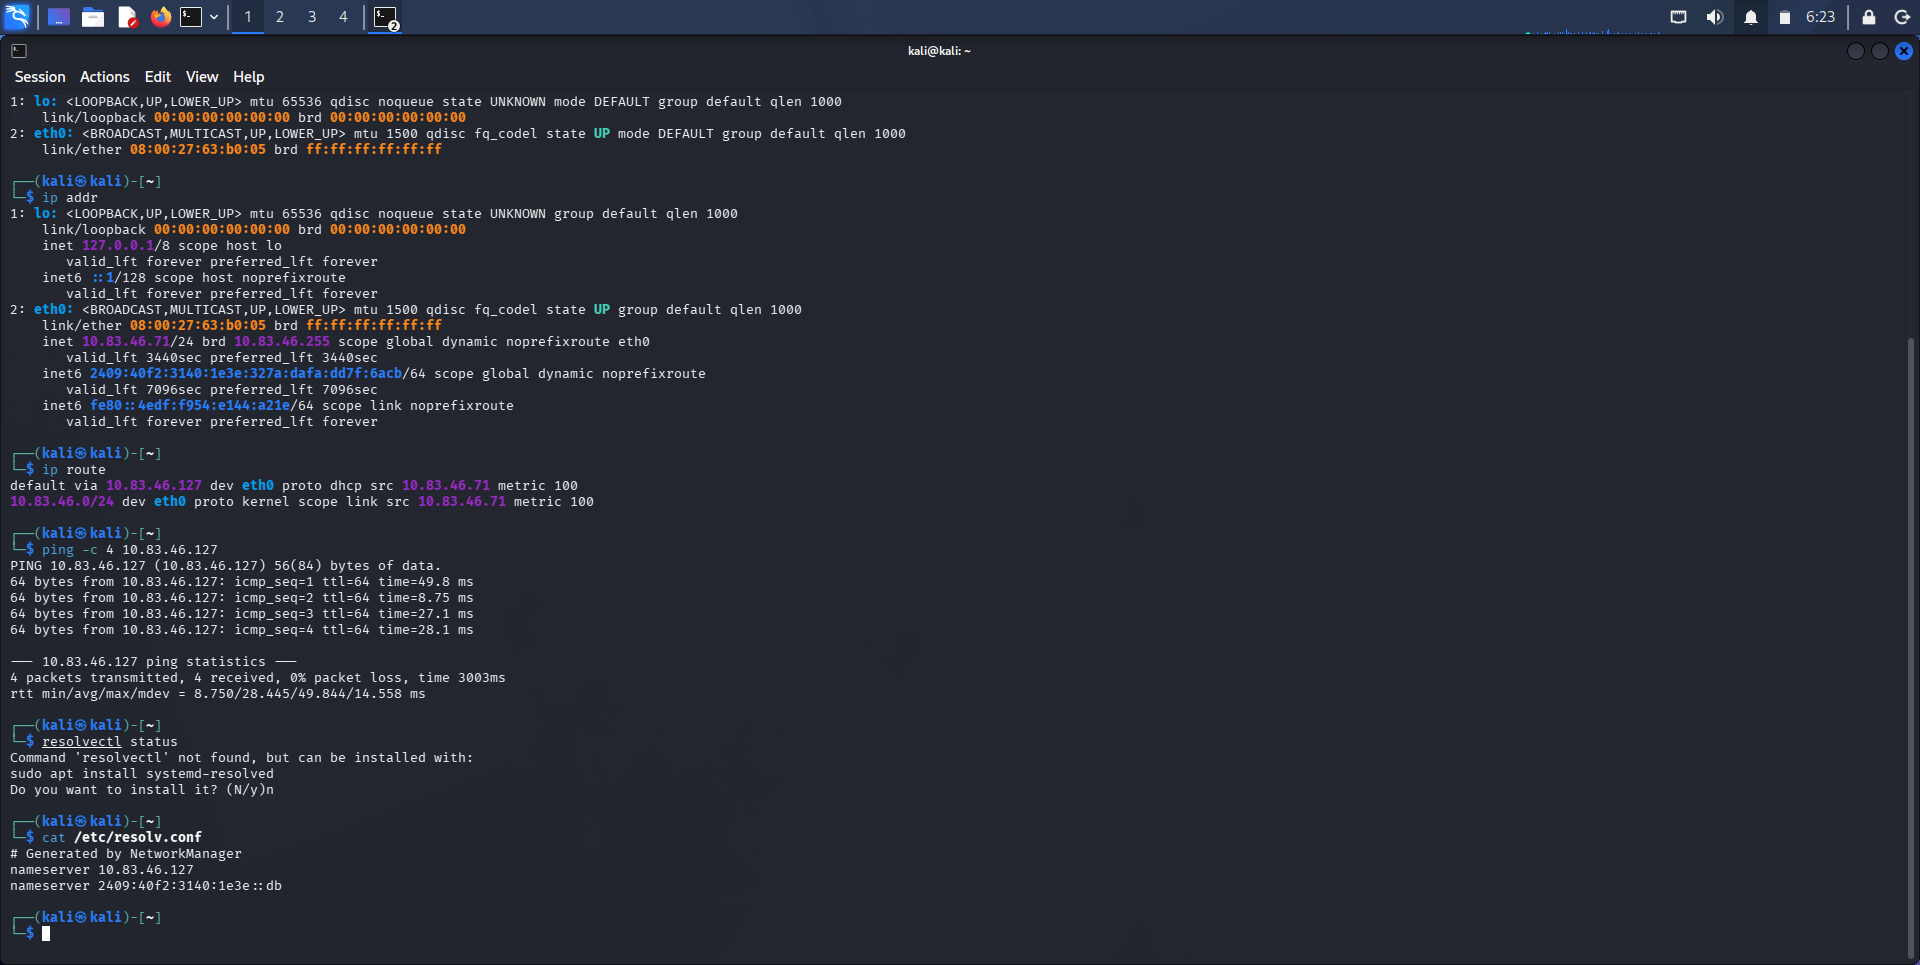 1 2 3 4 2 6:23
kali@kali: ~
Session Actions Edit View Help
1: lo: <LOOPBACK,UP,LOWER_UP> mtu 65536 qdisc noqueue state UNKNOWN mode DEFAULT group default qlen 1000
link/loopback 00:00:00:00:00:00 brd 00:00:00:00:00:00
2: eth0: <BROADCAST,MULTICAST,UP,LOWER_UP> mtu 1500 qdisc fq_codel state UP mode DEFAULT group default qlen 1000
link/ether 08:00:27:63:b0:05 brd ff:ff:ff:ff:ff:ff
┌──(kali㉿kali)-[~]
└─$ ip addr
1: lo: <LOOPBACK,UP,LOWER_UP> mtu 65536 qdisc noqueue state UNKNOWN group default qlen 1000
link/loopback 00:00:00:00:00:00 brd 00:00:00:00:00:00
inet 127.0.0.1/8 scope host lo
valid_lft forever preferred_lft forever
inet6 ::1/128 scope host noprefixroute
valid_lft forever preferred_lft forever
2: eth0: <BROADCAST,MULTICAST,UP,LOWER_UP> mtu 1500 qdisc fq_codel state UP group default qlen 1000
link/ether 08:00:27:63:b0:05 brd ff:ff:ff:ff:ff:ff
inet 10.83.46.71/24 brd 10.83.46.255 scope global dynamic noprefixroute eth0
valid_lft 3440sec preferred_lft 3440sec
inet6 2409:40f2:3140:1e3e:327a:dafa:dd7f:6acb/64 scope global dynamic noprefixroute
valid_lft 7096sec preferred_lft 7096sec
inet6 fe80::4edf:f954:e144:a21e/64 scope link noprefixroute
valid_lft forever preferred_lft forever
┌──(kali㉿kali)-[~]
└─$ ip route
default via 10.83.46.127 dev eth0 proto dhcp src 10.83.46.71 metric 100
10.83.46.0/24 dev eth0 proto kernel scope link src 10.83.46.71 metric 100
┌──(kali㉿kali)-[~]
└─$ ping -c 4 10.83.46.127
PING 10.83.46.127 (10.83.46.127) 56(84) bytes of data.
64 bytes from 10.83.46.127: icmp_seq=1 ttl=64 time=49.8 ms
64 bytes from 10.83.46.127: icmp_seq=2 ttl=64 time=8.75 ms
64 bytes from 10.83.46.127: icmp_seq=3 ttl=64 time=27.1 ms
64 bytes from 10.83.46.127: icmp_seq=4 ttl=64 time=28.1 ms
--- 10.83.46.127 ping statistics ---
4 packets transmitted, 4 received, 0% packet loss, time 3003ms
rtt min/avg/max/mdev = 8.750/28.445/49.844/14.558 ms
┌──(kali㉿kali)-[~]
└─$ resolvectl status
Command 'resolvectl' not found, but can be installed with:
sudo apt install systemd-resolved
Do you want to install it? (N/y)n
┌──(kali㉿kali)-[~]
└─$ cat /etc/resolv.conf
# Generated by NetworkManager
nameserver 10.83.46.127
nameserver 2409:40f2:3140:1e3e::db
┌──(kali㉿kali)-[~]
└─$